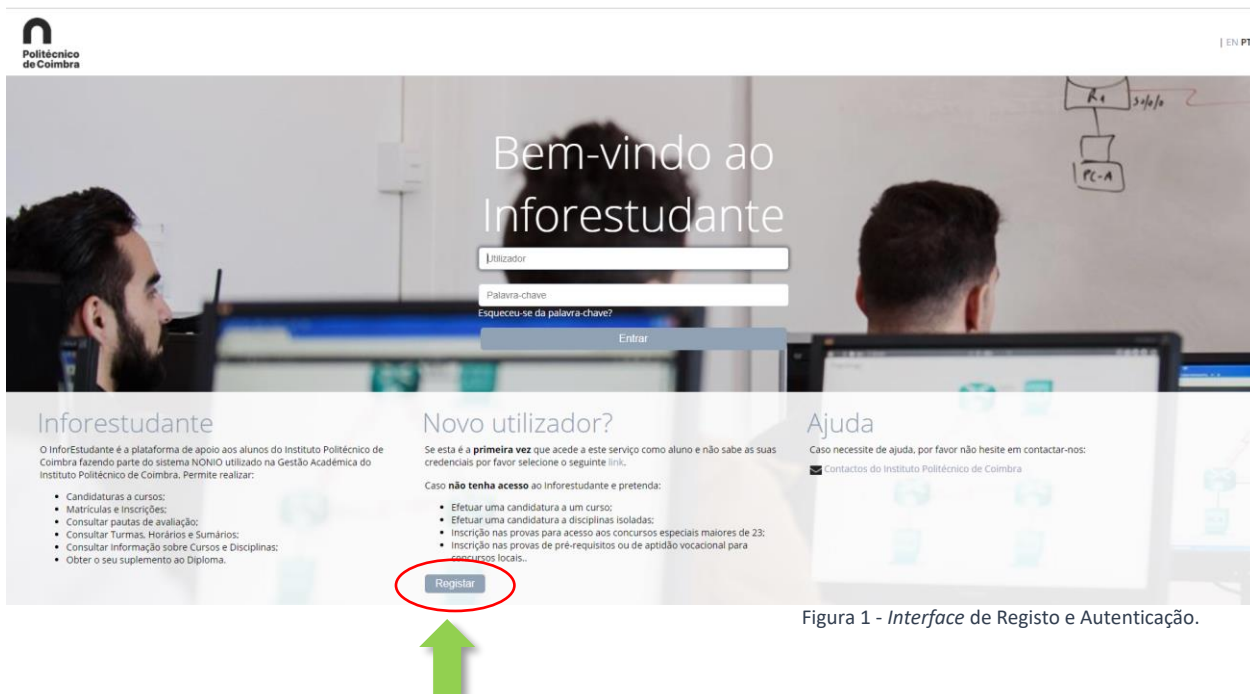 Politécnico
de Coimbra
| EN PT
R1
S0/0/0
PC-A
Bem-vindo ao
Inforestudante
Utilizador
Palavra-chave
Esqueceu-se da palavra-chave?
Entrar
Inforestudante
O InforEstudante é a plataforma de apoio aos alunos do Instituto Politécnico de
Coimbra fazendo parte do sistema NONIO utilizado na Gestão Académica do
Instituto Politécnico de Coimbra. Permite realizar:
• Candidaturas a cursos;
• Matrículas e Inscrições;
• Consultar pautas de avaliação;
• Consultar Turmas, Horários e Sumários;
• Consultar informação sobre Cursos e Disciplinas;
• Obter o seu suplemento ao Diploma.
Novo utilizador?
Se esta é a primeira vez que acede a este serviço como aluno e não sabe as suas
credenciais por favor selecione o seguinte link.
Caso não tenha acesso ao Inforestudante e pretenda:
• Efetuar uma candidatura a um curso;
• Efetuar uma candidatura a disciplinas isoladas;
• Inscrição nas provas para acesso aos concursos especiais maiores de 23;
• Inscrição nas provas de pré-requisitos ou de aptidão vocacional para
concursos locais..
Registar
Ajuda
Caso necessite de ajuda, por favor não hesite em contactar-nos:
Contactos do Instituto Politécnico de Coimbra
Figura 1 - Interface de Registo e Autenticação.